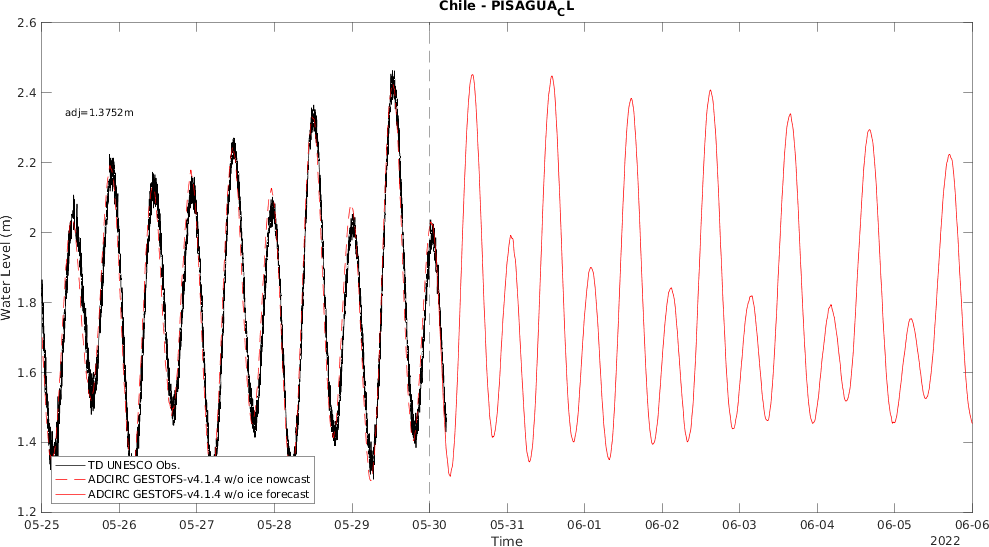 Chile - PISAGUA_CL
2.6
2.4
2.2
2
1.8
1.6
1.4
1.2
Water Level (m)
adj=1.3752m
TD UNESCO Obs.
ADCIRC GESTOFS-v4.1.4 w/o ice nowcast
ADCIRC GESTOFS-v4.1.4 w/o ice forecast
05-25 05-26 05-27 05-28 05-29 05-30 05-31 06-01 06-02 06-03 06-04 06-05 06-06
Time
2022